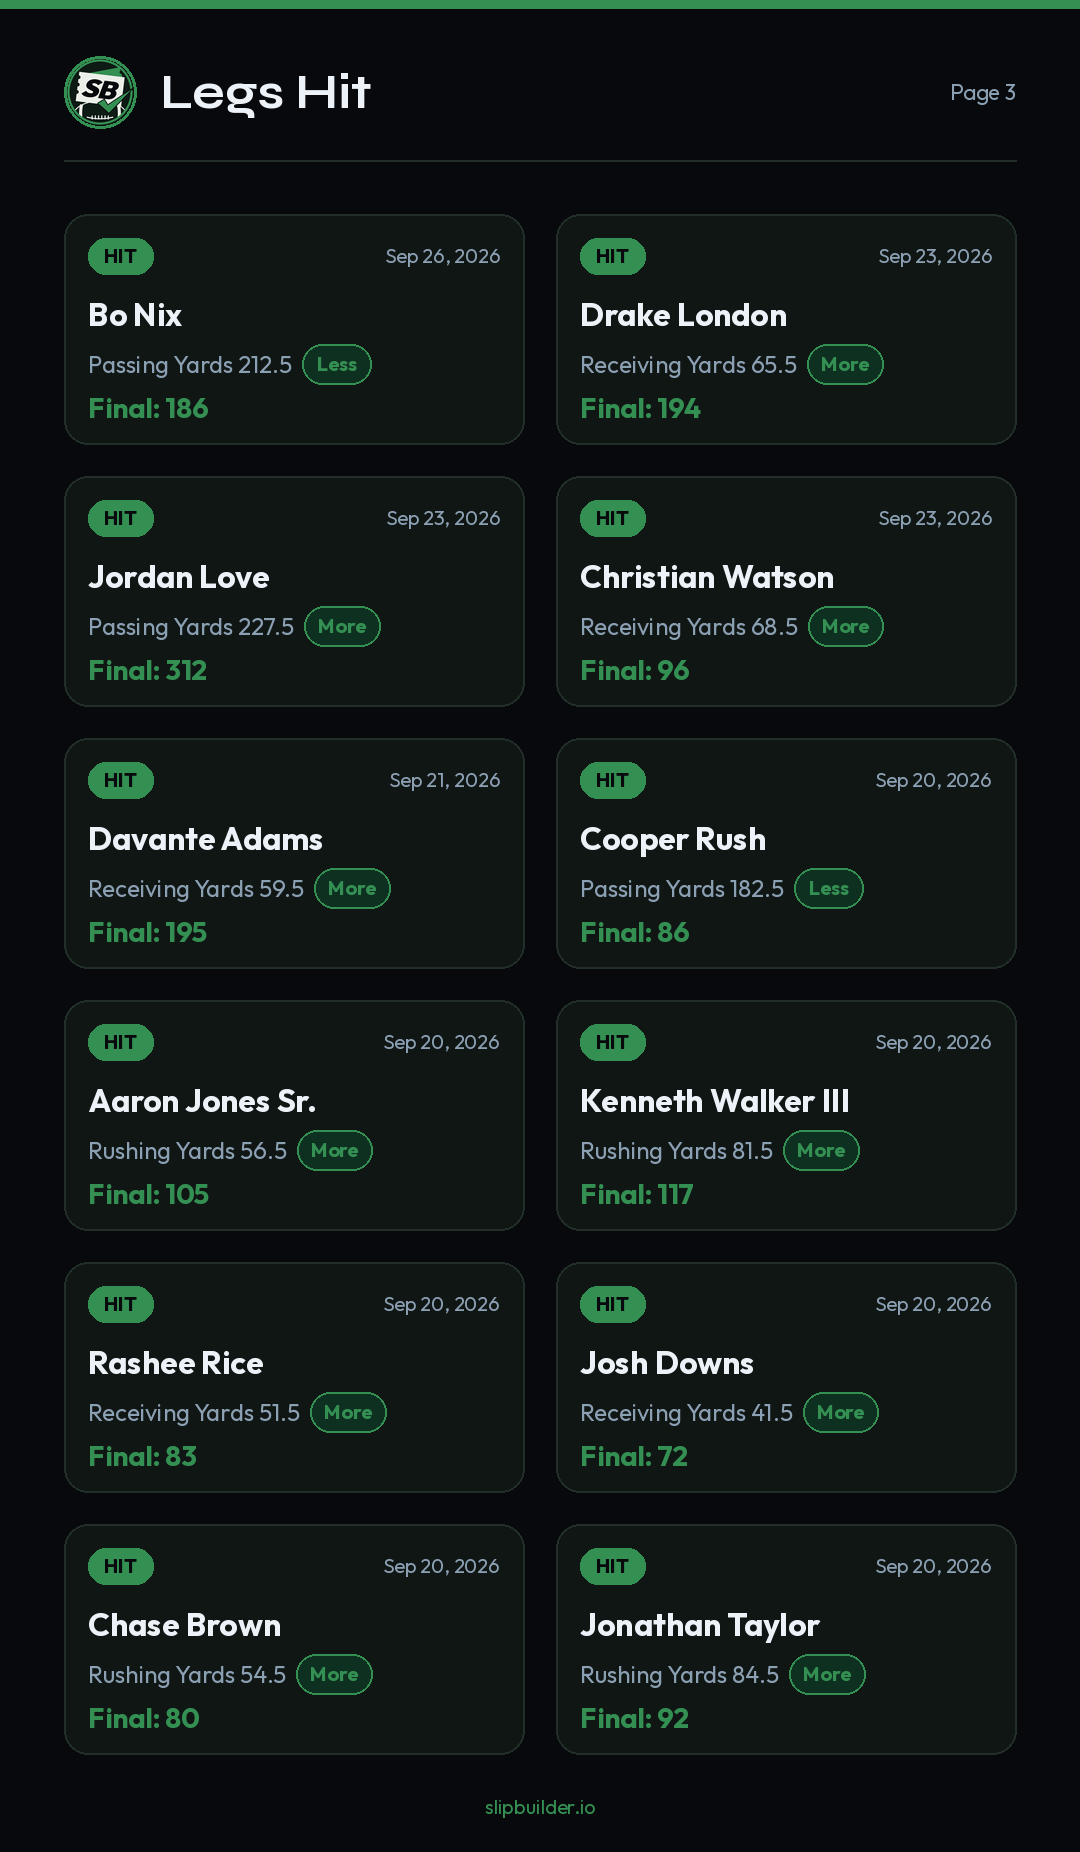 SB
Legs Hit
Page 3
HIT
Sep 26, 2026
Bo Nix
Passing Yards 212.5 Less
Final: 186
HIT
Sep 23, 2026
Drake London
Receiving Yards 65.5 More
Final: 194
HIT
Sep 23, 2026
Jordan Love
Passing Yards 227.5 More
Final: 312
HIT
Sep 23, 2026
Christian Watson
Receiving Yards 68.5 More
Final: 96
HIT
Sep 21, 2026
Davante Adams
Receiving Yards 59.5 More
Final: 195
HIT
Sep 20, 2026
Cooper Rush
Passing Yards 182.5 Less
Final: 86
HIT
Sep 20, 2026
Aaron Jones Sr.
Rushing Yards 56.5 More
Final: 105
HIT
Sep 20, 2026
Kenneth Walker III
Rushing Yards 81.5 More
Final: 117
HIT
Sep 20, 2026
Rashee Rice
Receiving Yards 51.5 More
Final: 83
HIT
Sep 20, 2026
Josh Downs
Receiving Yards 41.5 More
Final: 72
HIT
Sep 20, 2026
Chase Brown
Rushing Yards 54.5 More
Final: 80
HIT
Sep 20, 2026
Jonathan Taylor
Rushing Yards 84.5 More
Final: 92
slipbuilder.io